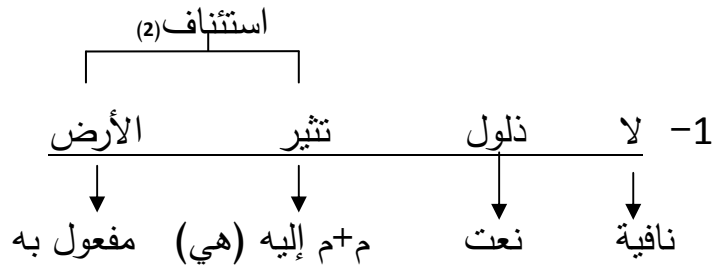 استئناف(2)
1- لا ذلول تثير الأرض
نافية نعت م+م إليه (هي) مفعول به